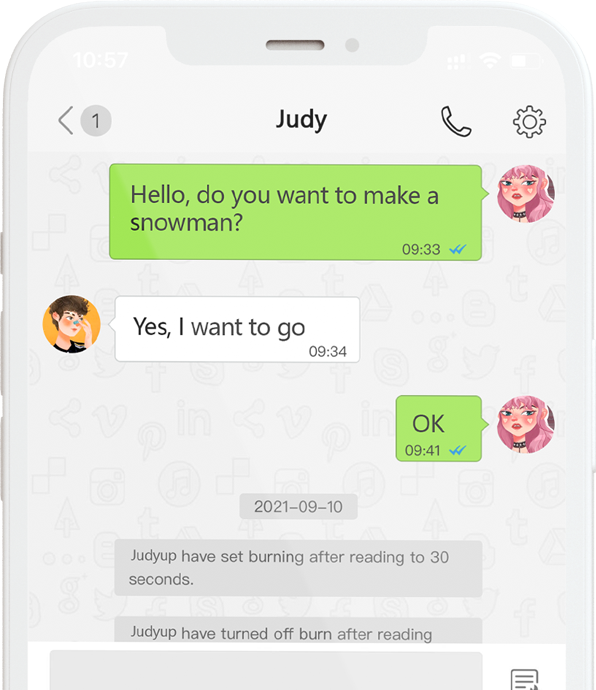 10:57
1
Judy
Hello, do you want to make a
snowman?
09:33
Yes, I want to go
09:34
OK
09:41
2021-09-10
Judyup have set burning after reading to 30
seconds.
Judyup have turned off burn after reading